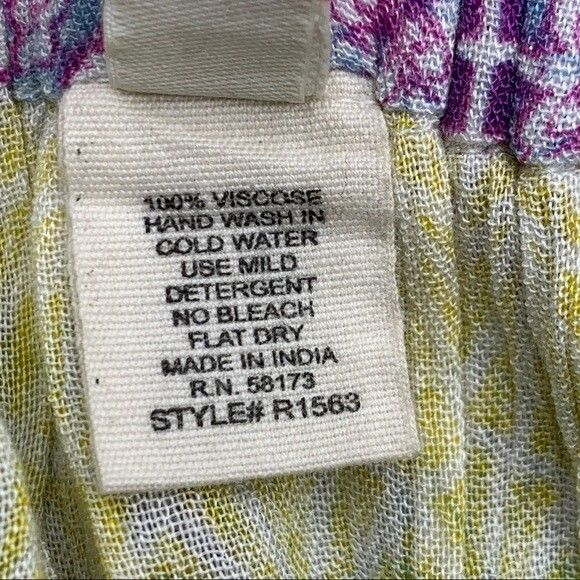 100% VISCOSE
HAND WASH IN
COLD WATER
USE MILD
DETERGENT
NO BLEACH
FLAT DRY
MADE IN INDIA
R.N. 58173
STYLE# R1563